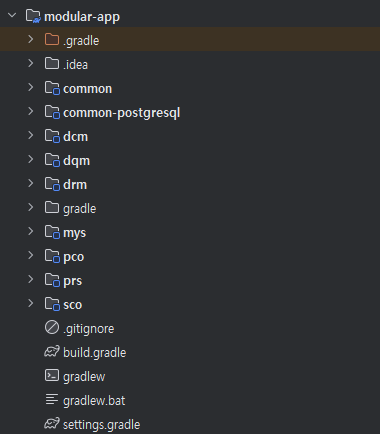 modular-app
.gradle
.idea
common
common-postgresql
dcm
dqm
drm
gradle
mys
pco
prs
sco
.gitignore
build.gradle
gradlew
gradlew.bat
settings.gradle